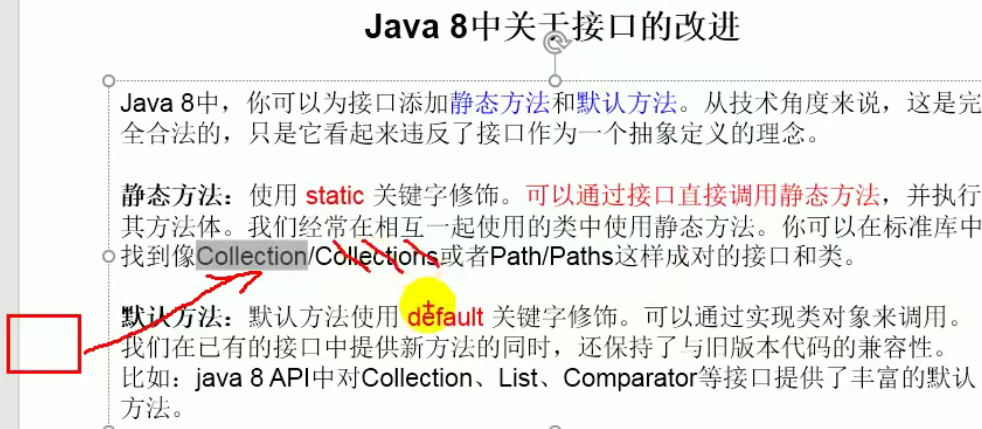 Java 8中关于接口的改进
Java 8中，你可以为接口添加静态方法和默认方法。从技术角度来说，这是完
全合法的，只是它看起来违反了接口作为一个抽象定义的理念。
静态方法：使用 static 关键字修饰。可以通过接口直接调用静态方法，并执行
其方法体。我们经常在相互一起使用的类中使用静态方法。你可以在标准库中
找到像Collection/Collections或者Path/Paths这样成对的接口和类。
默认方法：默认方法使用 default 关键字修饰。可以通过实现类对象来调用。
我们在已有的接口中提供新方法的同时，还保持了与旧版本代码的兼容性。
比如：java 8 API中对Collection、List、Comparator等接口提供了丰富的默认
方法。